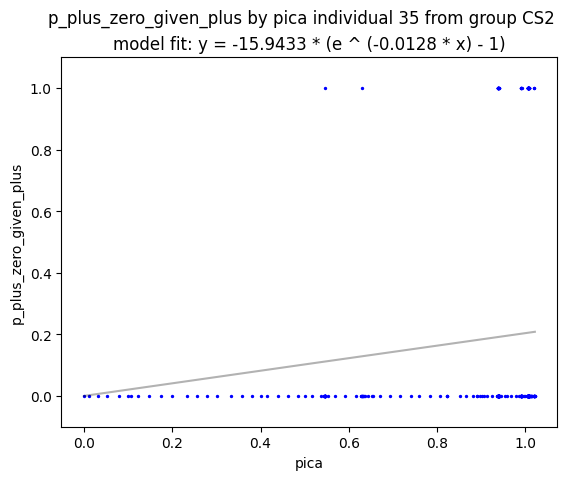 p_plus_zero_given_plus by pica individual 35 from group CS2
model fit: y = -15.9433 * (e ^ (-0.0128 * x) - 1)
1.0
0.8
0.6
0.4
0.2
0.0
p_plus_zero_given_plus
0.0 0.2 0.4 0.6 0.8 1.0
pica